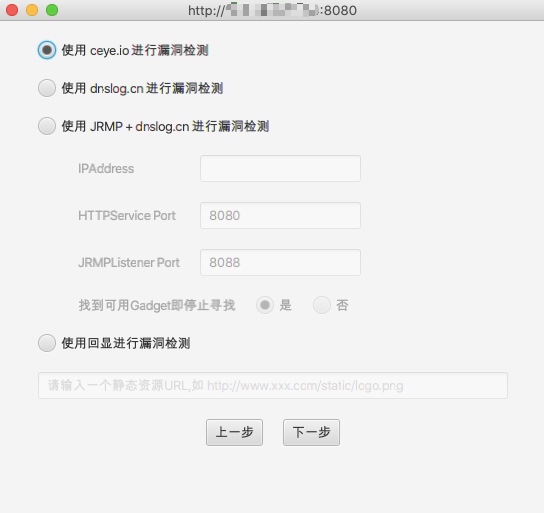 http://:8080
使用 ceye.io 进行漏洞检测
使用 dnslog.cn 进行漏洞检测
使用 JRMP + dnslog.cn 进行漏洞检测
IPAddress
HTTPService Port 8080
JRMPListener Port 8088
找到可用Gadget即停止寻找 是 否
使用回显进行漏洞检测
请输入一个静态资源URL,如 http://www.xxx.com/static/logo.png
上一步 下一步